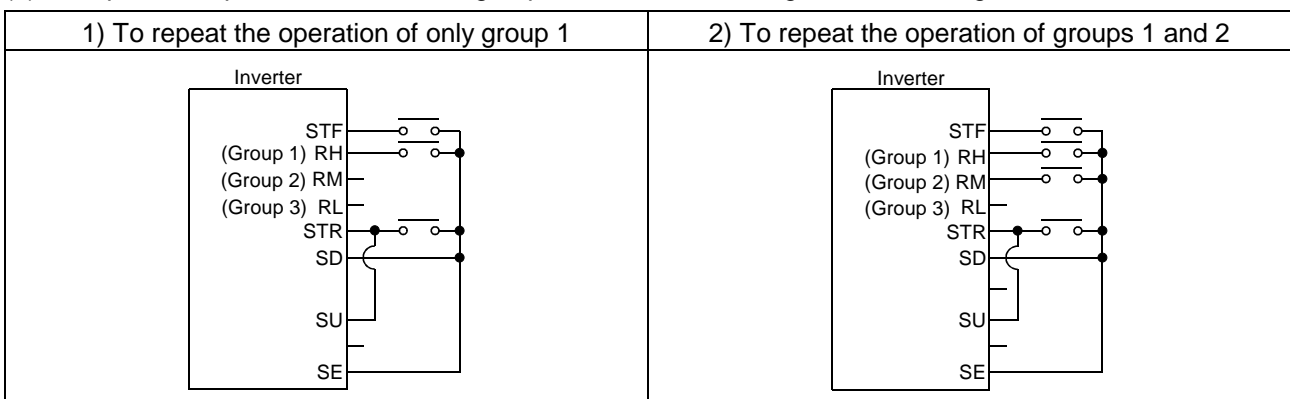 1) To repeat the operation of only group 1
2) To repeat the operation of groups 1 and 2
Inverter
STF
(Group 1) RH
(Group 2) RM
(Group 3) RL
STR
SD
SU
SE
Inverter
STF
(Group 1) RH
(Group 2) RM
(Group 3) RL
STR
SD
SU
SE